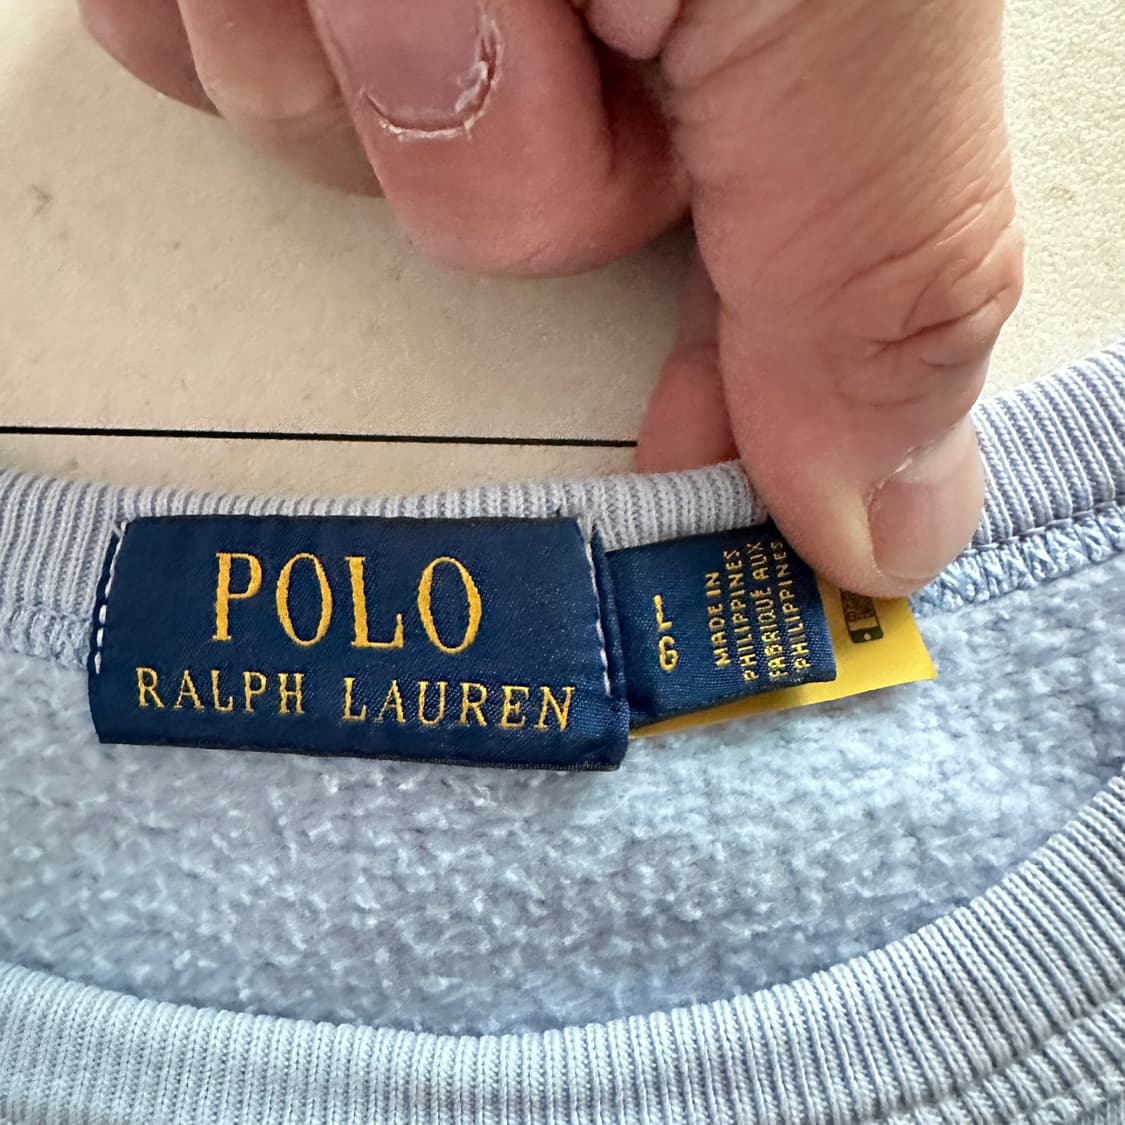 POLO
RALPH LAUREN
L
G
MADE IN
PHILIPPINES
FABRIQUÉ AUX
PHILIPPINES